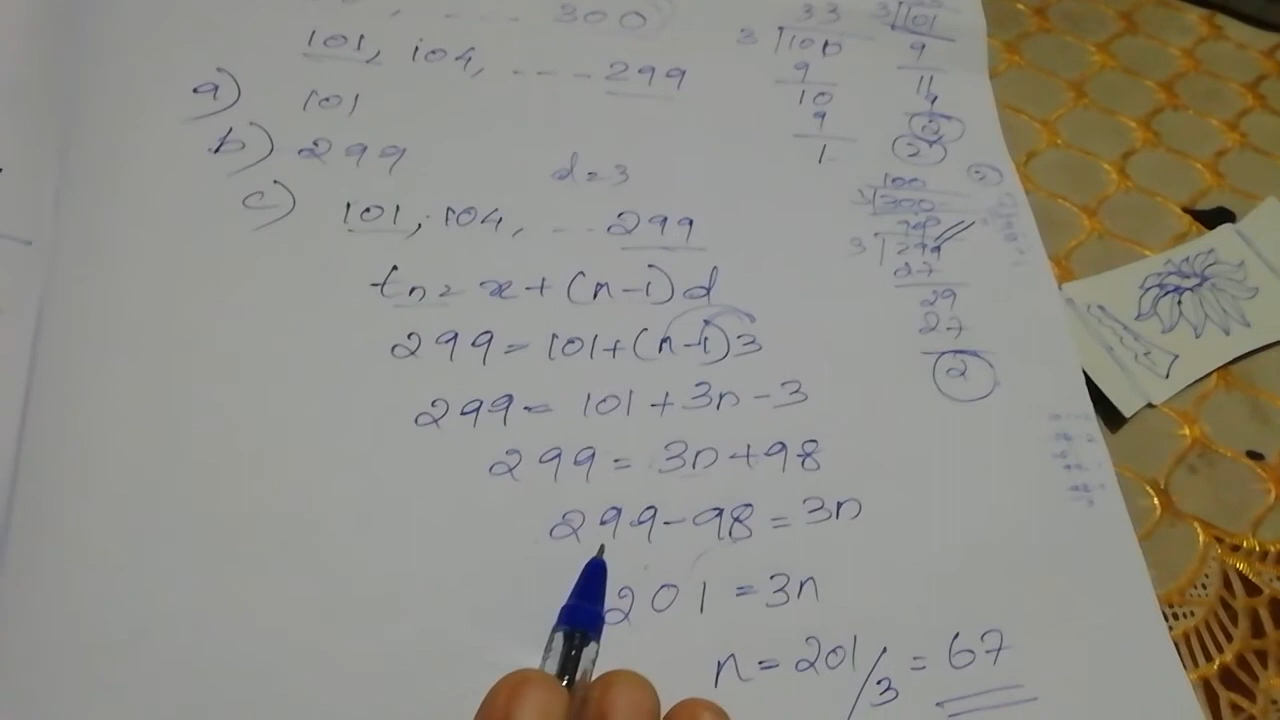 , - - - - 300
101, 104, - - - - 299
a) 101
b) 299
d = 3
c) 101, 104, - - - 299
tn = x + (n-1)d
299 = 101 + (n-1)3
299 = 101 + 3n - 3
299 = 3n + 98
299 - 98 = 3n
201 = 3n
n = 201/3 = 67
33
3
9
10
9
1
3 101
9
11
2
2
100
3 300
3 299
27
29
27
2